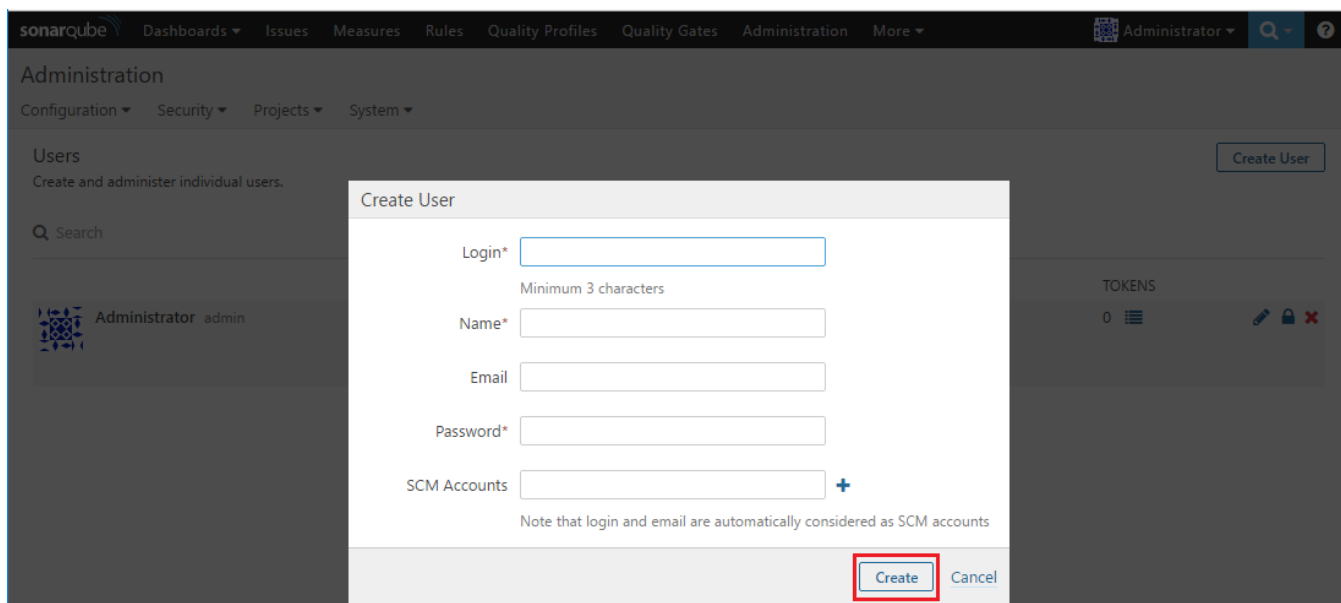 sonarqube Dashboards Issues Measures Rules Quality Profiles Quality Gates Administration More Administrator ?
Administration
Configuration Security Projects System
Users Create User
Create and administer individual users.
Search
TOKENS
Administrator admin 0
Create User
Login*
Minimum 3 characters
Name*
Email
Password*
SCM Accounts
Note that login and email are automatically considered as SCM accounts
Create Cancel